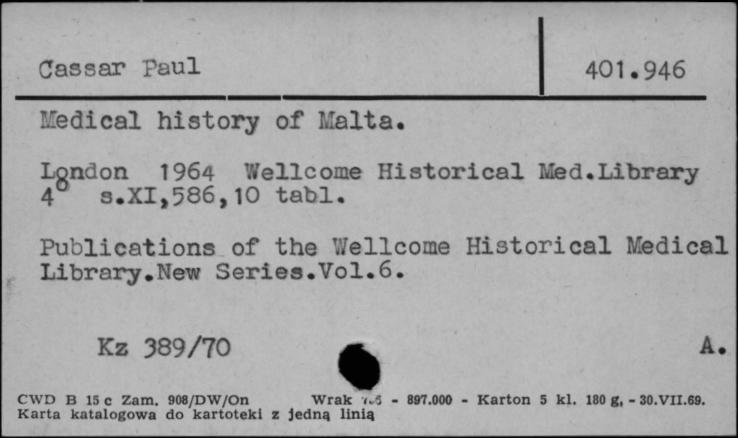 Cassar Paul 401.946
Medical history of Malta.
London 1964 Wellcome Historical Med.Library
4° s.XI,586,10 tabl.
Publications of the Wellcome Historical Medical
Library.New Series.Vol.6.
Kz 389/70 A.
CWD B 15 c Zam. 908/DW/On Wrak - 897.000 - Karton 5 kl. 180 g. - 30.VII.69.
Karta katalogowa do kartoteki z jedną linią